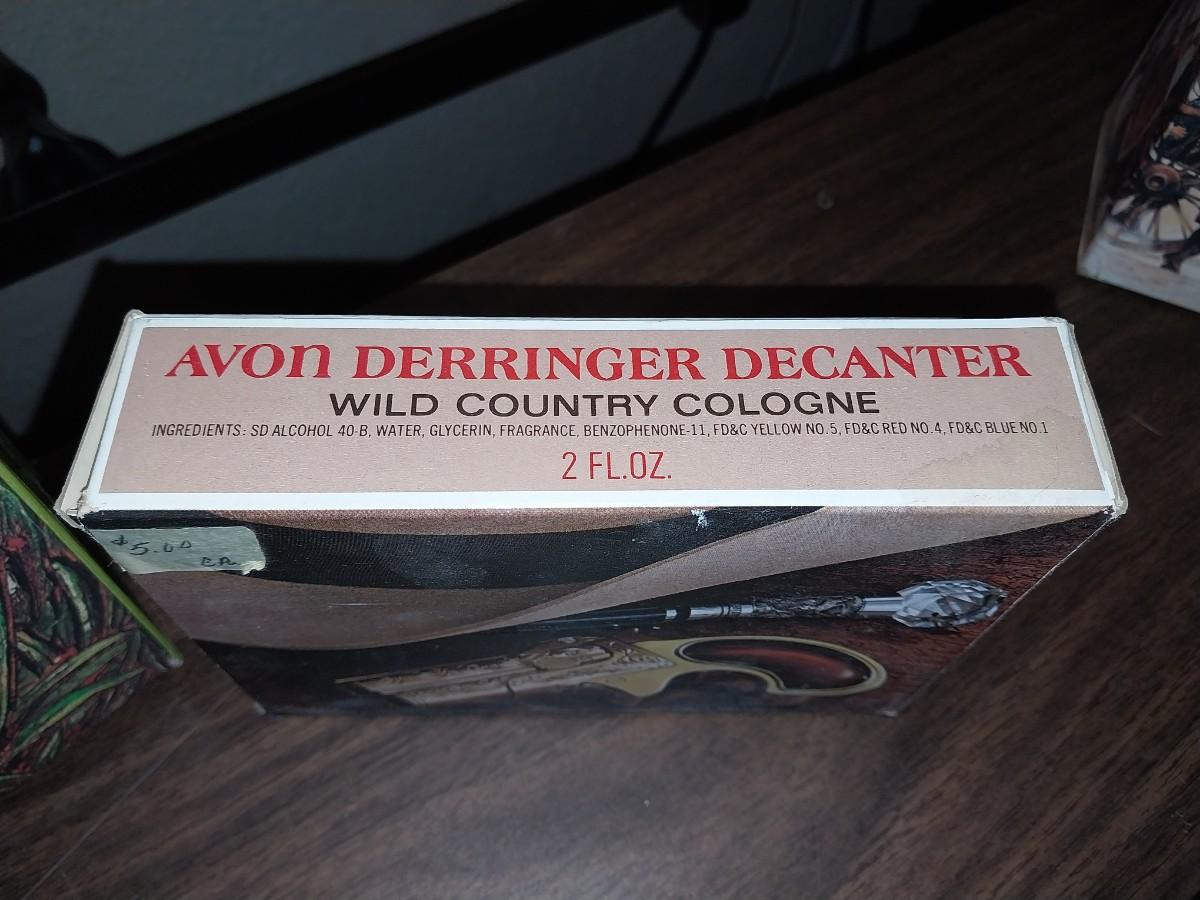 AVON DERRINGER DECANTER
WILD COUNTRY COLOGNE
INGREDIENTS: SD ALCOHOL 40-B, WATER, GLYCERIN, FRAGRANCE, BENZOPHENONE-11, FD&C YELLOW NO. 5, FD&C RED NO. 4, FD&C BLUE NO. 1
2 FL.OZ.
$5.00
EA.